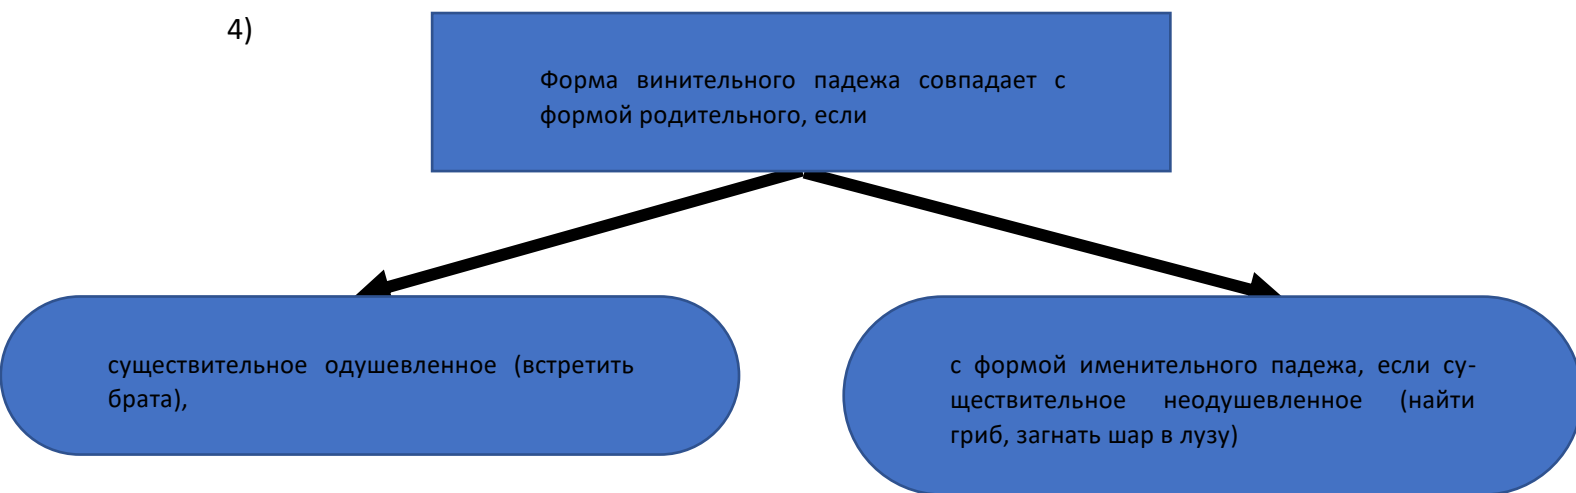 4)
Форма винительного падежа совпадает с
формой родительного, если
существительное одушевленное (встретить
брата),
с формой именительного падежа, если су-
ществительное неодушевленное (найти
гриб, загнать шар в лузу)